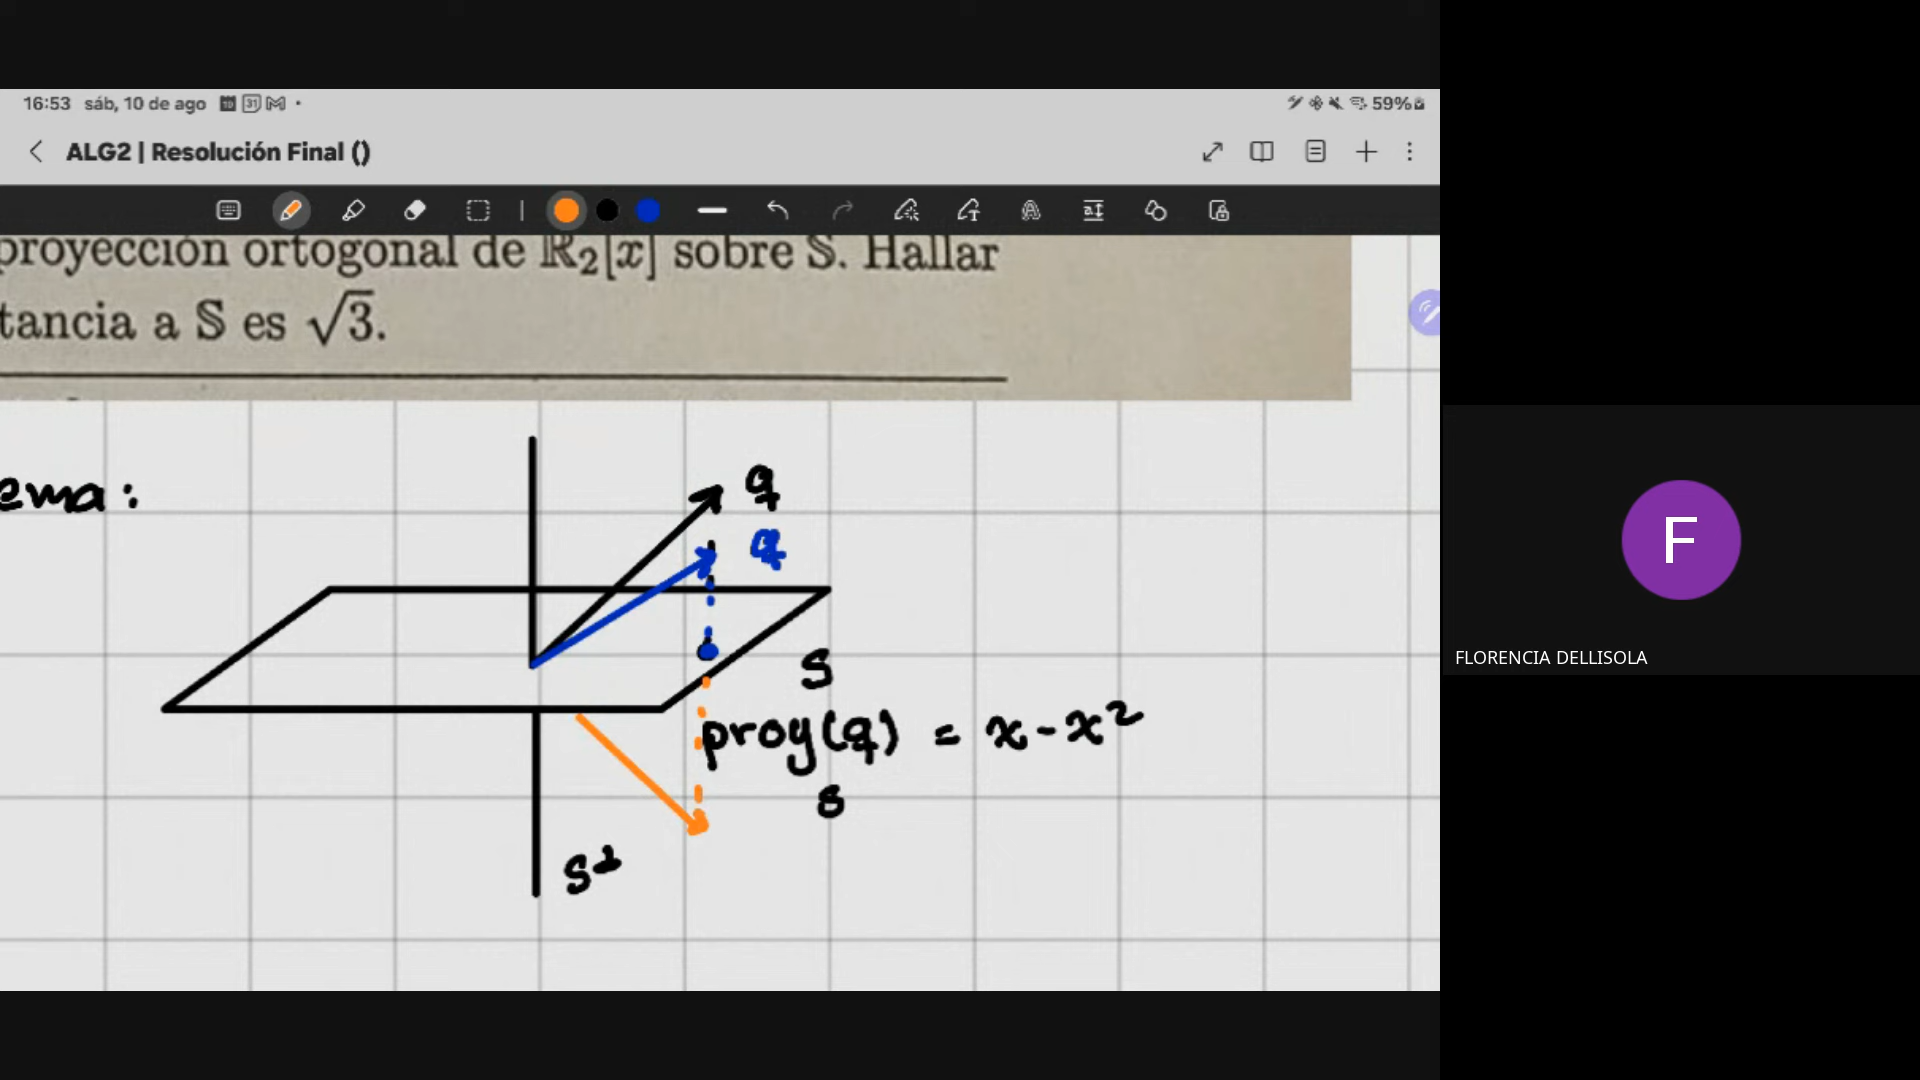 16:53 sáb, 10 de ago 31 59%
ALG2 | Resolución Final ()
proyección ortogonal de ℝ₂[x] sobre 𝕊. Hallar
tancia a 𝕊 es √3.
ema:
q
q
S
proy(q) = x - x²
S
S⊥
F
FLORENCIA DELLISOLA